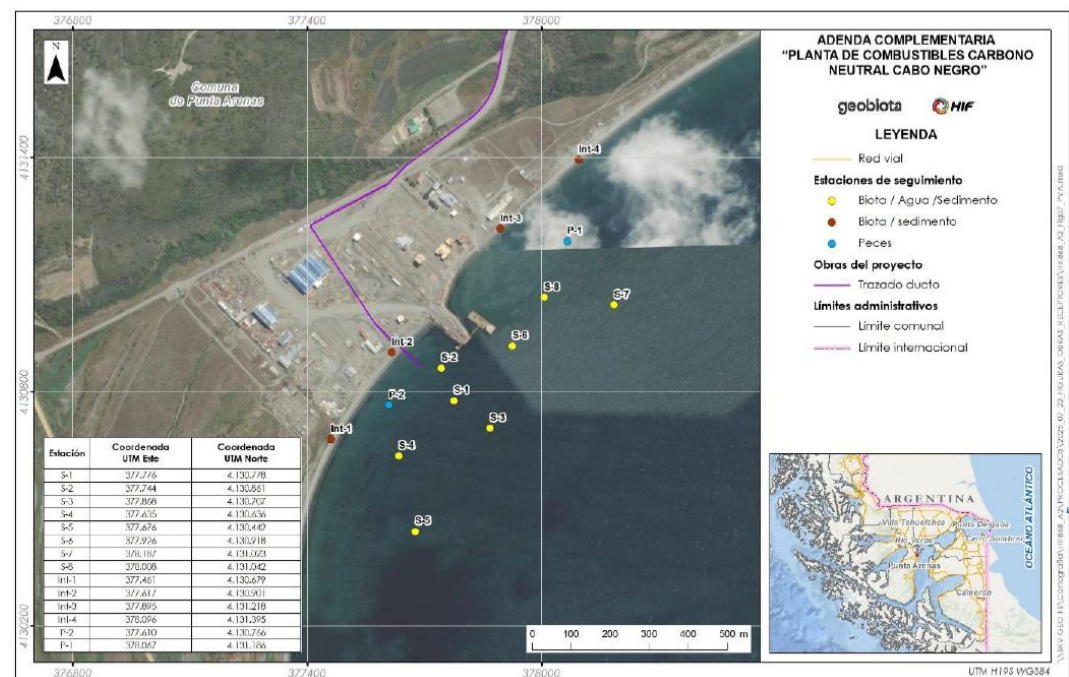 376800
377400
378000
N
Comuna
de Punta Arenas
4131400
4130800
4130200
Int-4
Int-3
P-1
S-8
S-7
S-6
Int-2
S-2
S-1
P-2
S-3
Int-1
S-4
S-5
Estación Coordenada UTM Este Coordenada UTM Norte
S-1 377.776 4.130.778
S-2 377.744 4.130.861
S-3 377.868 4.130.707
S-4 377.635 4.130.636
S-5 377.676 4.130.442
S-6 377.926 4.130.918
S-7 378.187 4.131.023
S-8 378.008 4.131.042
Int-1 377.461 4.130.679
Int-2 377.617 4.130.901
Int-3 377.895 4.131.218
Int-4 378.096 4.131.395
P-2 377.610 4.130.766
P-1 378.067 4.131.186
0 100 200 300 400 500 m
376800
377400
378000
ADENDA COMPLEMENTARIA
"PLANTA DE COMBUSTIBLES CARBONO
NEUTRAL CABO NEGRO"
geobiota HIF
LEYENDA
Red vial
Estaciones de seguimiento
Biota / Agua /Sedimento
Biota / sedimento
Peces
Obras del proyecto
Trazado ducto
Límites administrativos
Límite comunal
Límite internacional
ARGENTINA
Villa Tehuelches
Punta Delgada
Río Verde
Cerro Sombrero
Punta Arenas
Cameron
OCEÁNO ATLÁNTICO
UTM H19S WGS84